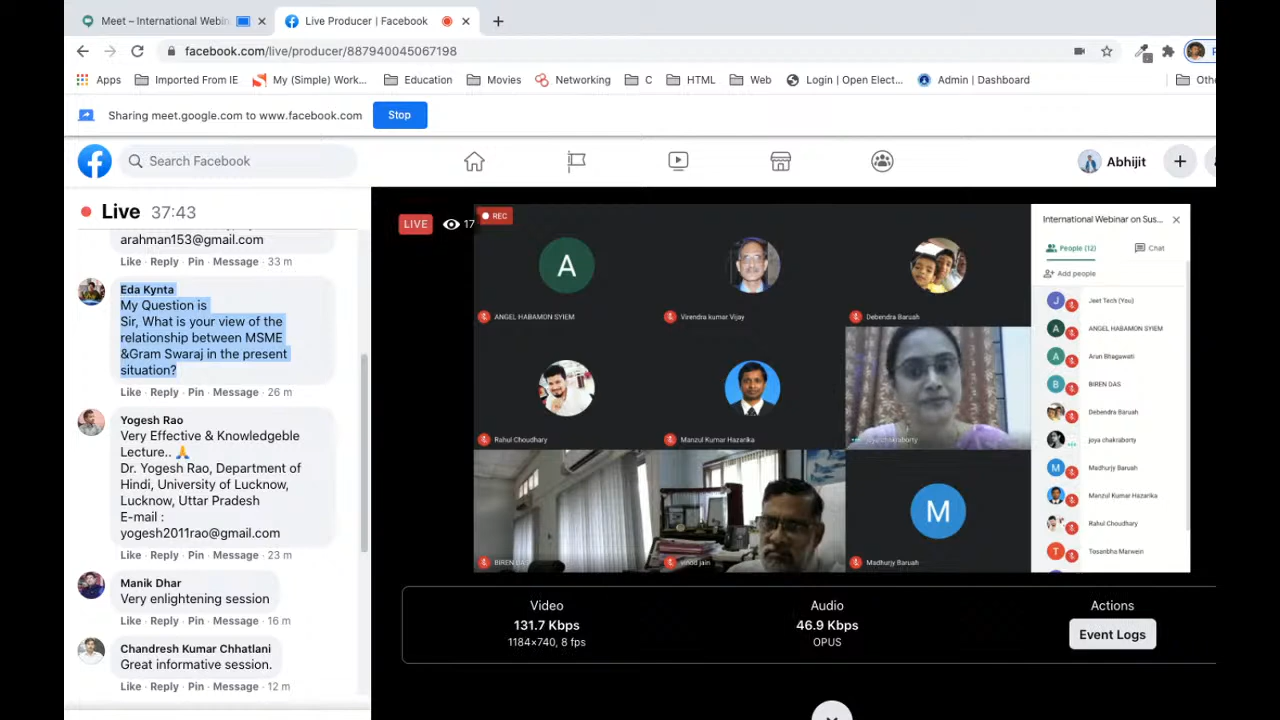 Meet – International Webin
Live Producer | Facebook
facebook.com/live/producer/887940045067198
Apps
Imported From IE
My (Simple) Work...
Education
Movies
Networking
C
HTML
Web
Login | Open Elect...
Admin | Dashboard
Othe
Sharing meet.google.com to www.facebook.com
Stop
Search Facebook
Abhijit
Live 37:43
arahman153@gmail.com
Like · Reply · Pin · Message · 33 m
Eda Kynta
My Question is
Sir, What is your view of the
relationship between MSME
&Gram Swaraj in the present
situation?
Like · Reply · Pin · Message · 26 m
Yogesh Rao
Very Effective & Knowledgeble
Lecture.. 🙏
Dr. Yogesh Rao, Department of
Hindi, University of Lucknow,
Lucknow, Uttar Pradesh
E-mail :
yogesh2011rao@gmail.com
Like · Reply · Pin · Message · 23 m
Manik Dhar
Very enlightening session
Like · Reply · Pin · Message · 16 m
Chandresh Kumar Chhatlani
Great informative session.
Like · Reply · Pin · Message · 12 m
LIVE
17
REC
A
ANGEL HABAMON SYIEM
Virendra kumar Vijay
Debendra Baruah
Rahul Choudhary
Manzul Kumar Hazarika
joya chakraborty
BIREN DAS
vinod jain
M
Madhurjy Baruah
International Webinar on Sus...
People (12)
Chat
Add people
J
Jeet Tech (You)
A
ANGEL HABAMON SYIEM
A
Arun Bhagawati
B
BIREN DAS
Debendra Baruah
joya chakraborty
M
Madhurjy Baruah
Manzul Kumar Hazarika
Rahul Choudhary
T
Tosanbha Marwein
Video
131.7 Kbps
1184×740, 8 fps
Audio
46.9 Kbps
OPUS
Actions
Event Logs